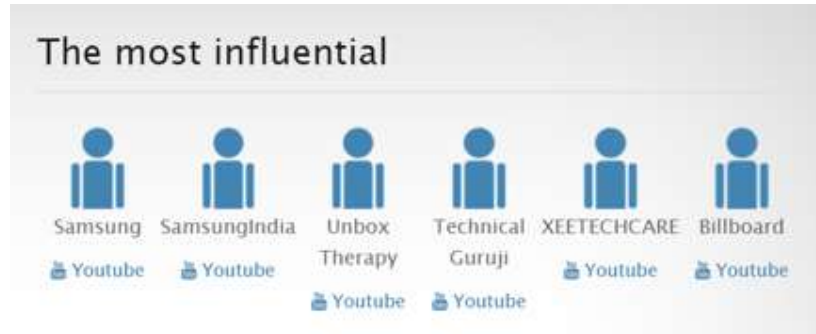 The most influential
Samsung SamsungIndia Unbox Technical XEETECHCARE Billboard
Therapy Guruji
Youtube Youtube Youtube Youtube
Youtube Youtube